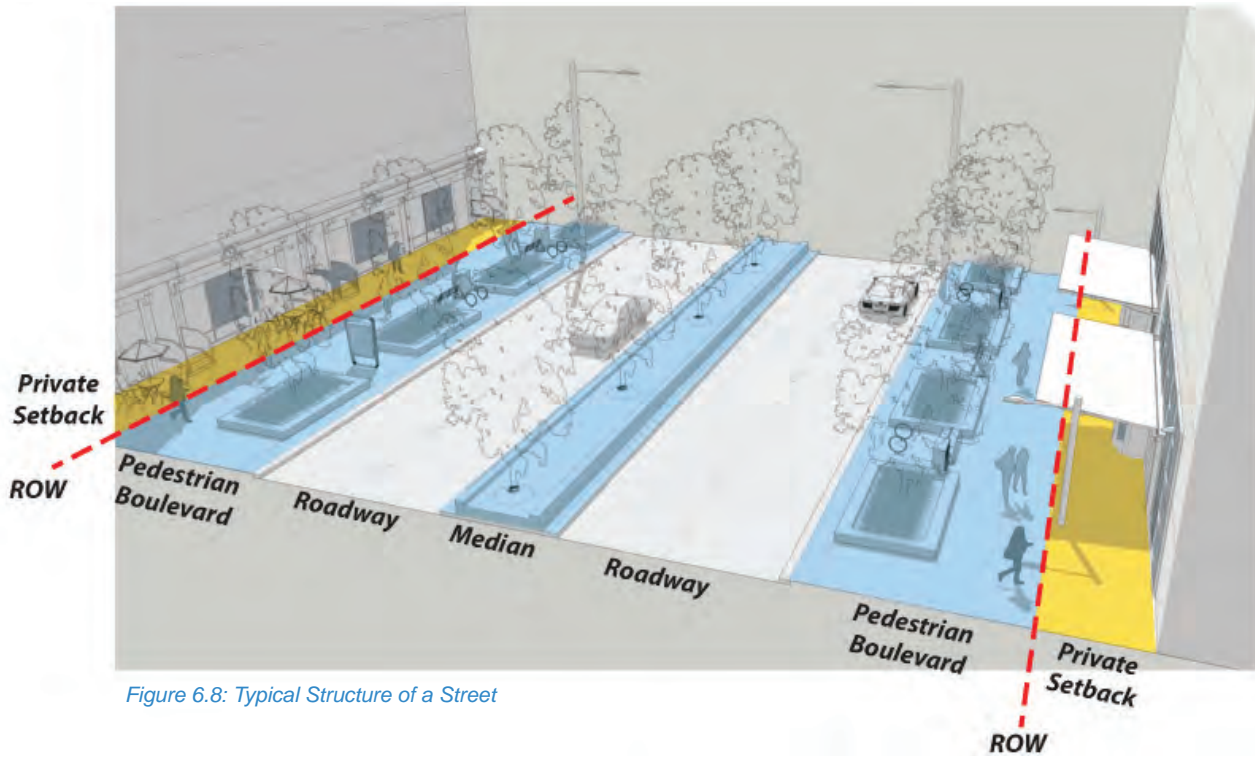 Private
Setback
ROW
Pedestrian
Boulevard
Roadway
Median
Roadway
Pedestrian
Boulevard
Private
Setback
ROW
Figure 6.8: Typical Structure of a Street